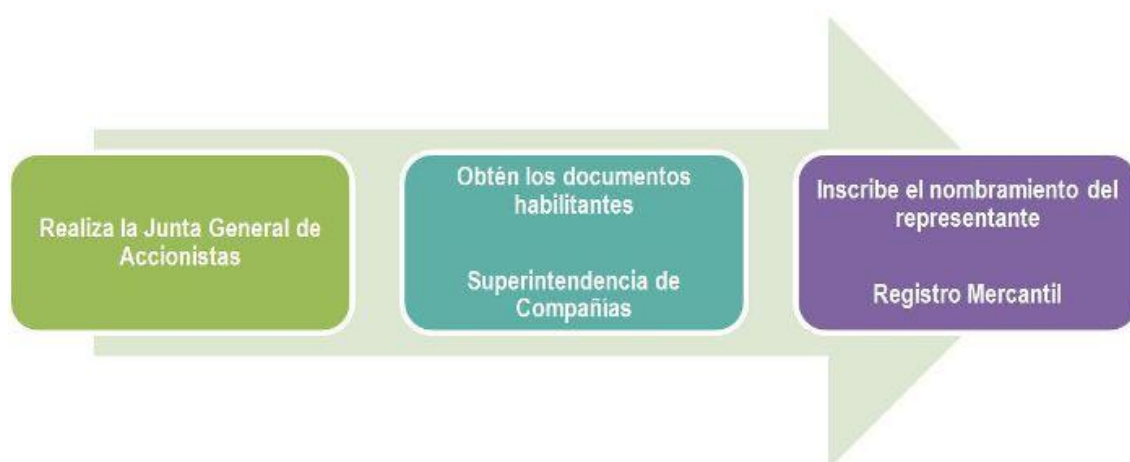 Realiza la Junta General de
Accionistas
Obtén los documentos
habilitantes
Superintendencia de
Compañías
Inscribe el nombramiento del
representante
Registro Mercantil